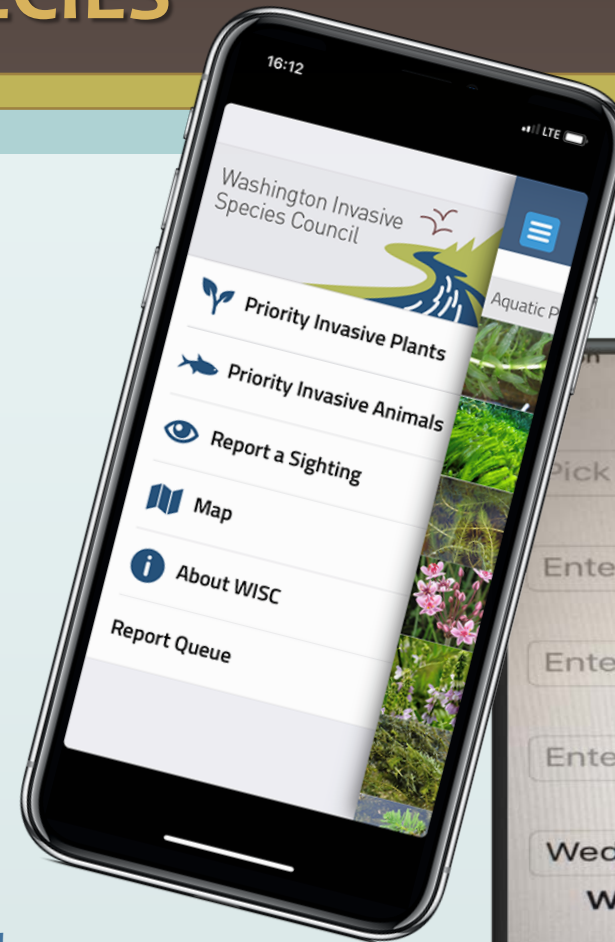 16:12
LTE
Washington Invasive
Species Council
Aquatic P
Priority Invasive Plants
Priority Invasive Animals
Report a Sighting
Map
About WISC
Report Queue
Pick
Ente
Ente
Ente
Wed
W